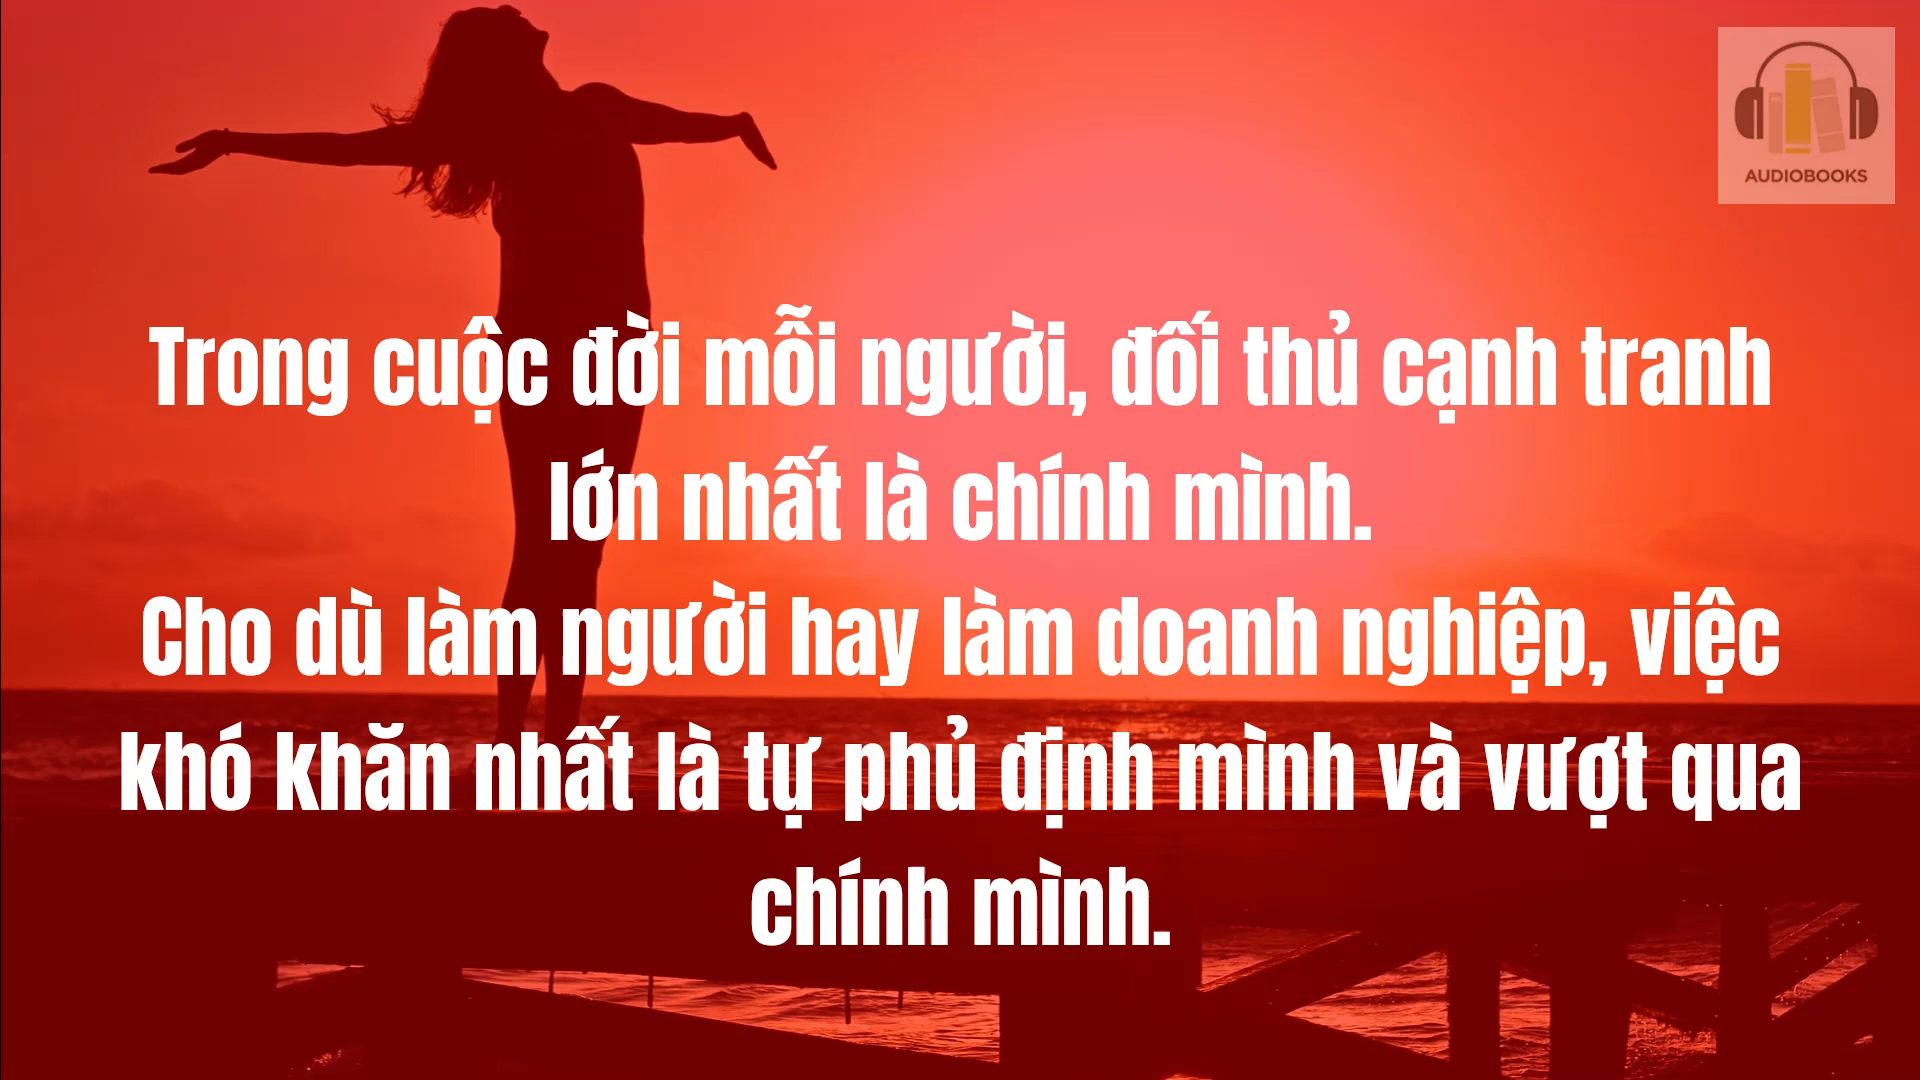 AUDIOBOOKS
Trong cuộc đời mỗi người, đối thủ cạnh tranh
lớn nhất là chính mình.
Cho dù làm người hay làm doanh nghiệp, việc
khó khăn nhất là tự phủ định mình và vượt qua
chính mình.